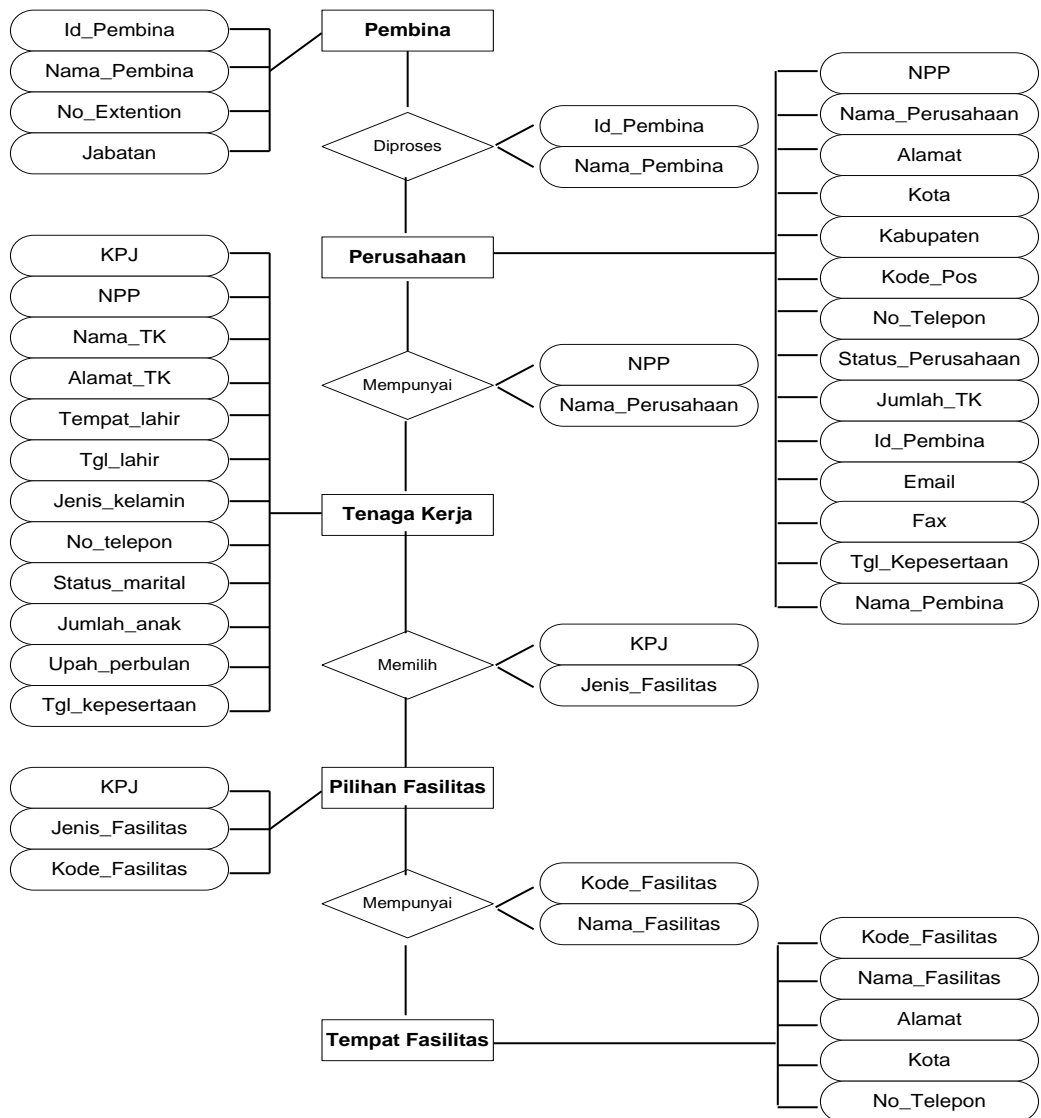 Id_Pembina
Nama_Pembina
No_Extention
Jabatan
Pembina
Diproses
Id_Pembina
Nama_Pembina
NPP
Nama_Perusahaan
Alamat
Kota
Kabupaten
Kode_Pos
No_Telepon
Status_Perusahaan
Jumlah_TK
Id_Pembina
Email
Fax
Tgl_Kepesertaan
Nama_Pembina
Perusahaan
Mempunyai
NPP
Nama_Perusahaan
KPJ
NPP
Nama_TK
Alamat_TK
Tempat_lahir
Tgl_lahir
Jenis_kelamin
No_telepon
Status_marital
Jumlah_anak
Upah_perbulan
Tgl_kepesertaan
Tenaga Kerja
Memilih
KPJ
Jenis_Fasilitas
KPJ
Jenis_Fasilitas
Kode_Fasilitas
Pilihan Fasilitas
Mempunyai
Kode_Fasilitas
Nama_Fasilitas
Tempat Fasilitas
Kode_Fasilitas
Nama_Fasilitas
Alamat
Kota
No_Telepon